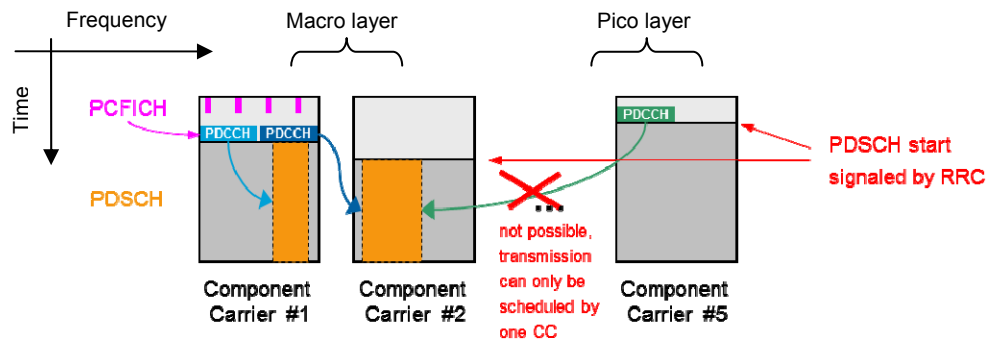 Frequency
Macro layer
Pico layer
Time
PCFICH
PDCCH
PDCCH
PDCCH
PDSCH start
signaled by RRC
PDSCH
...
not possible,
transmission
can only be
scheduled by
one CC
Component
Carrier #1
Component
Carrier #2
Component
Carrier #5